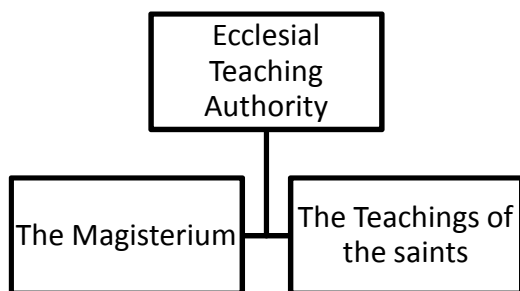 Ecclesial
Teaching
Authority
The Magisterium
The Teachings of
the saints